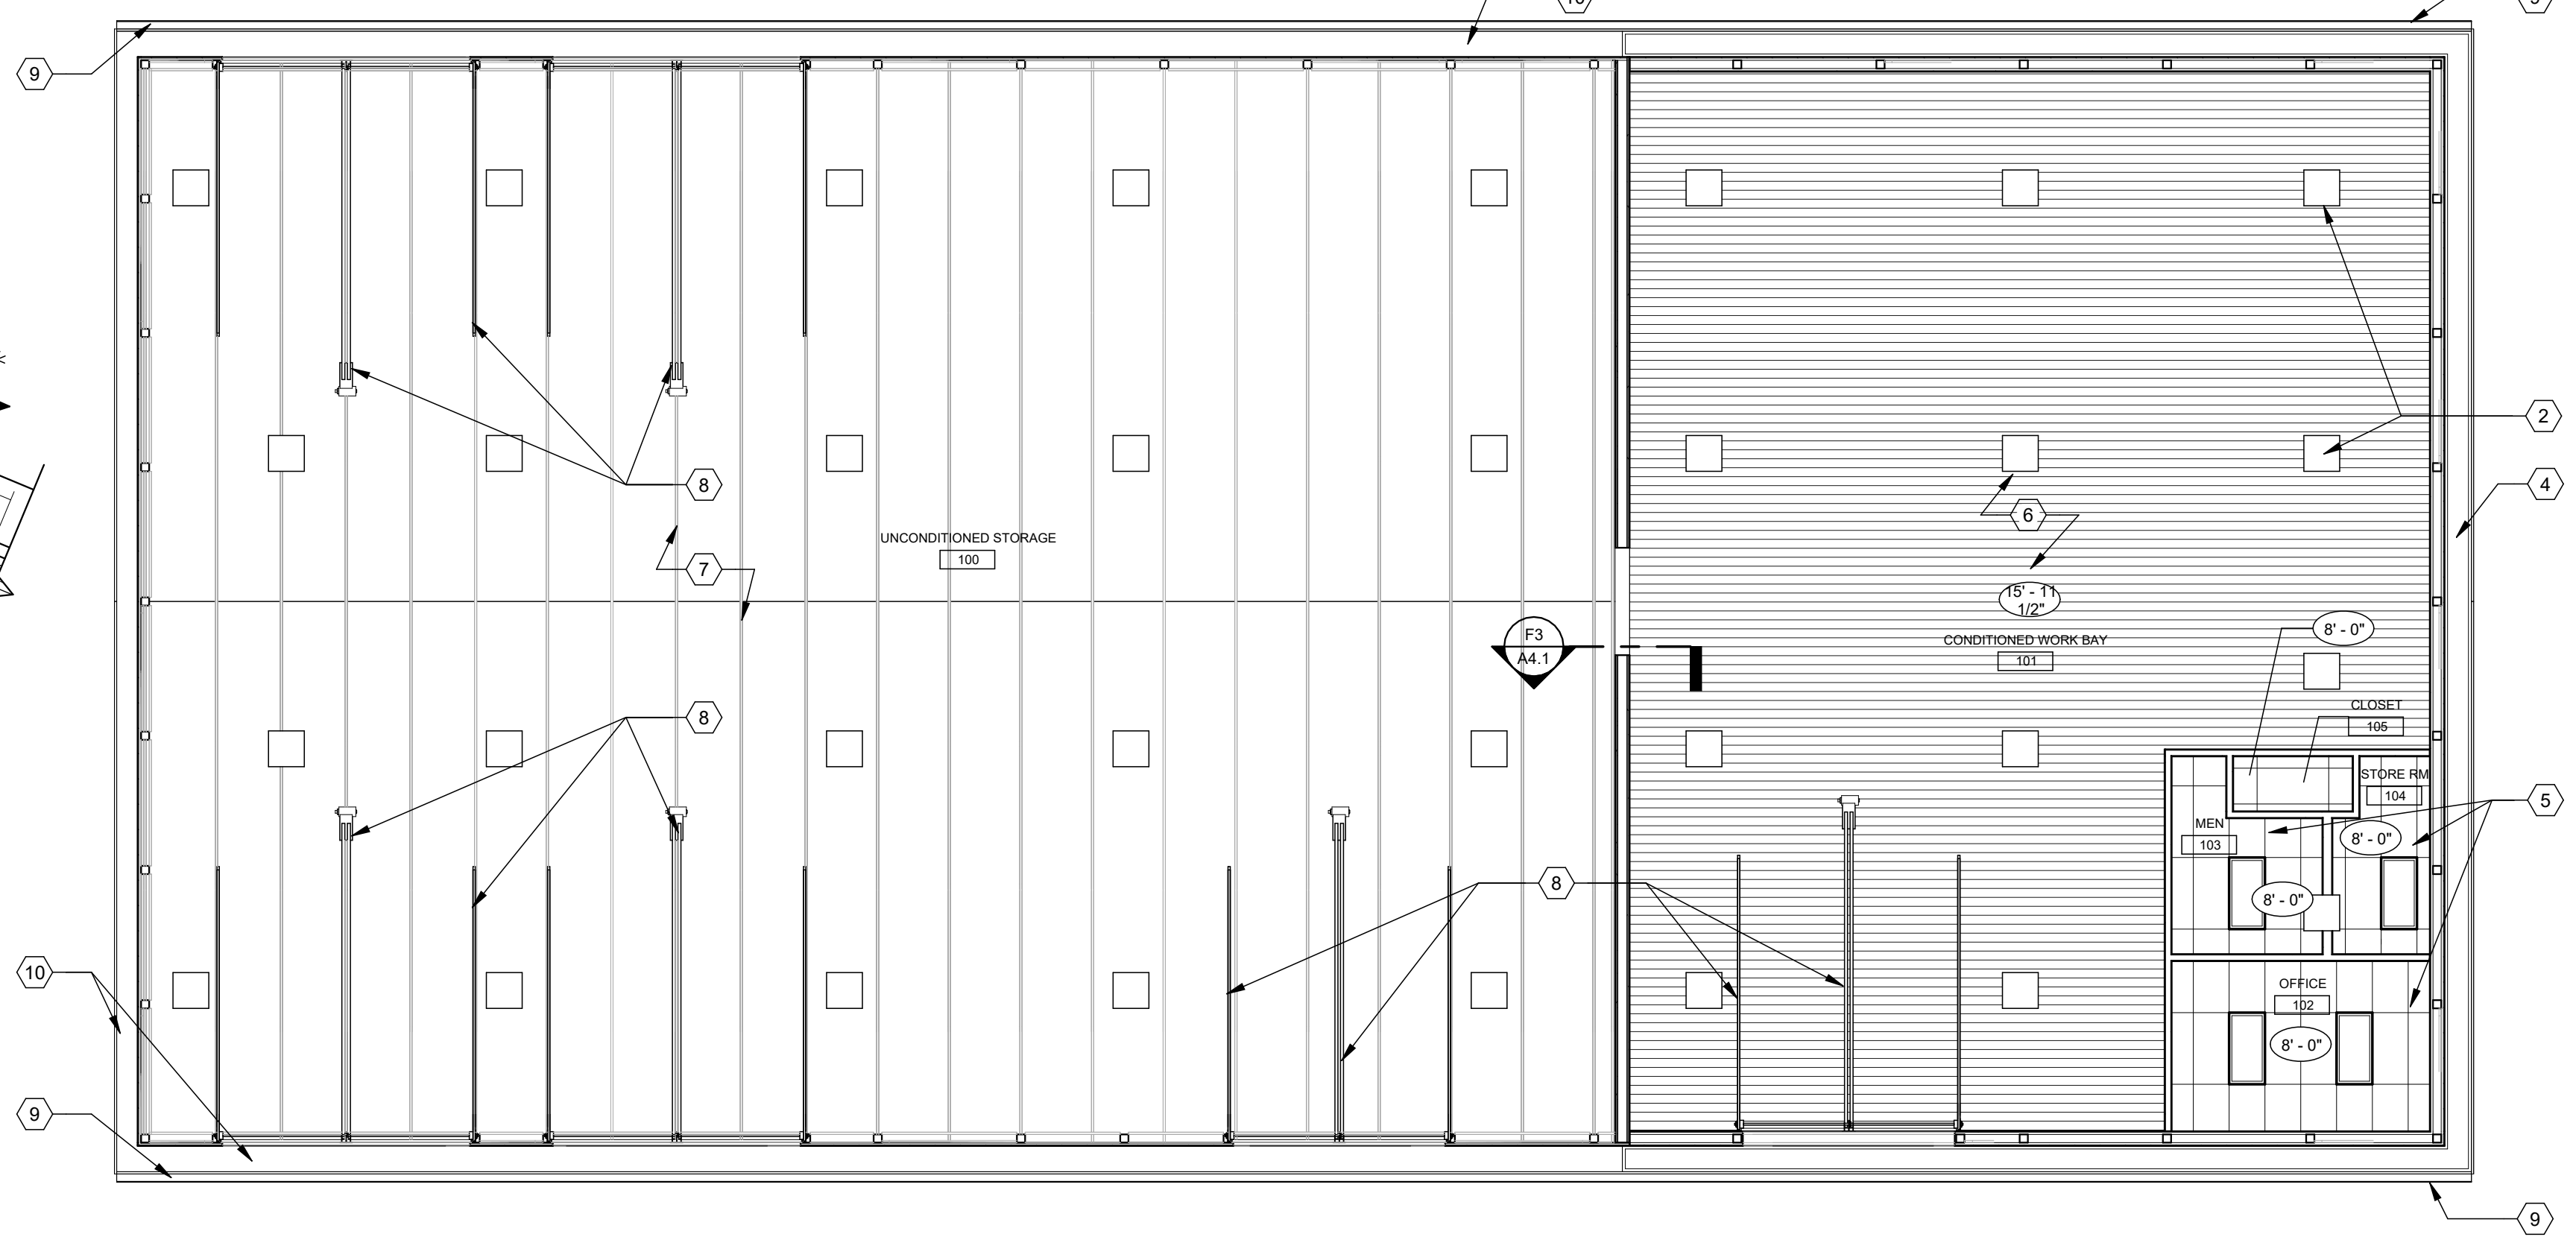 9
2
4
8
UNCONDITIONED STORAGE
100
6
7
15' - 11
1/2"
F3
A4.1
8' - 0"
CONDITIONED WORK BAY
101
CLOSET
105
8
STORE RM
104
5
MEN
103
8' - 0"
8
8' - 0"
10
OFFICE
102
8' - 0"
9
9